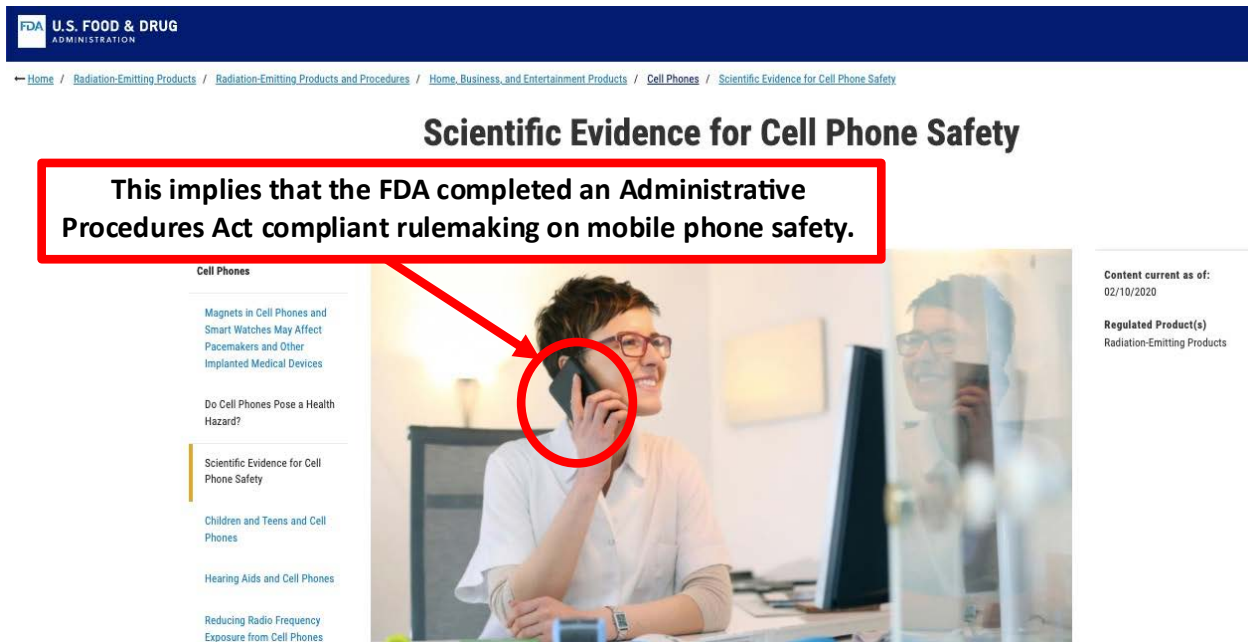 FDA U.S. FOOD & DRUG
ADMINISTRATION
←Home / Radiation-Emitting Products / Radiation-Emitting Products and Procedures / Home, Business, and Entertainment Products / Cell Phones / Scientific Evidence for Cell Phone Safety
Scientific Evidence for Cell Phone Safety
This implies that the FDA completed an Administrative
Procedures Act compliant rulemaking on mobile phone safety.
Cell Phones
Magnets in Cell Phones and
Smart Watches May Affect
Pacemakers and Other
Implanted Medical Devices
Do Cell Phones Pose a Health
Hazard?
Scientific Evidence for Cell
Phone Safety
Children and Teens and Cell
Phones
Hearing Aids and Cell Phones
Reducing Radio Frequency
Exposure from Cell Phones
Content current as of:
02/10/2020
Regulated Product(s)
Radiation-Emitting Products